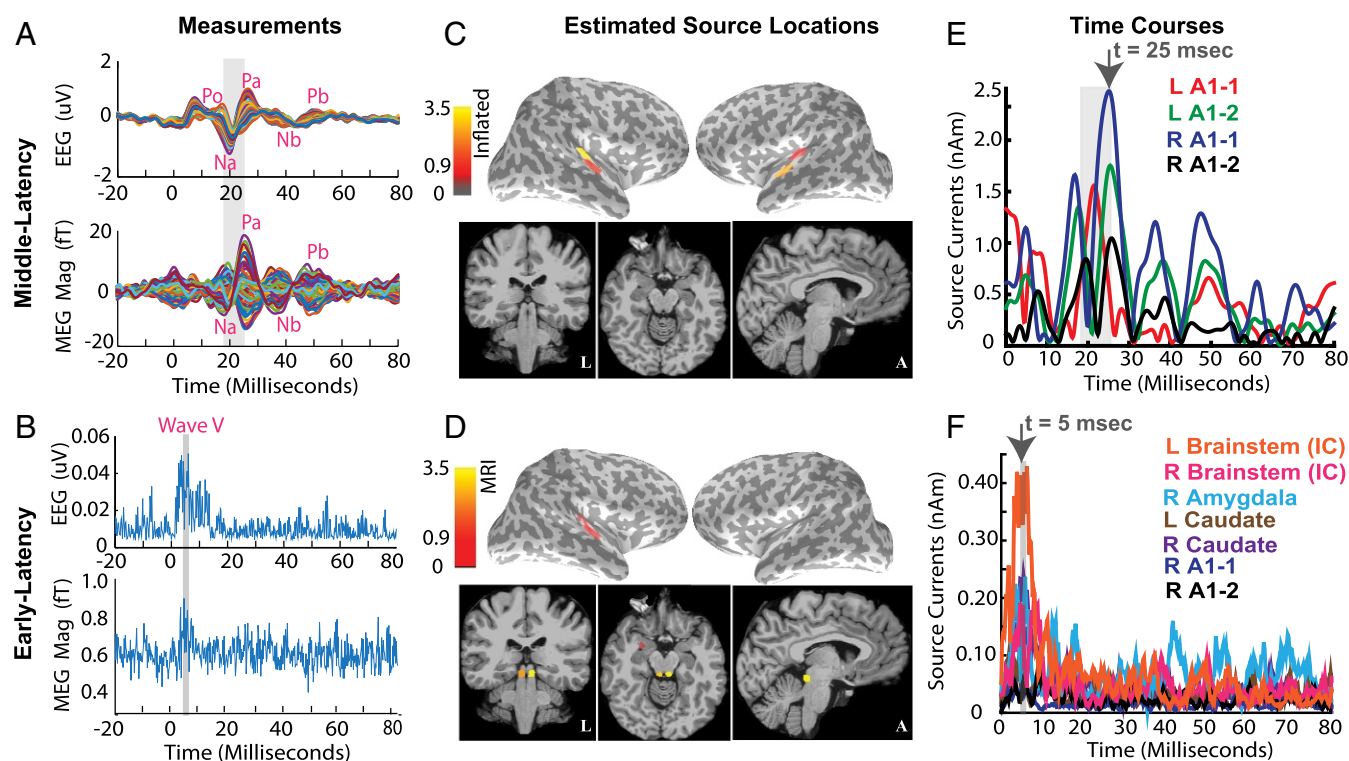 Measurements
Estimated Source Locations
Time Courses
Middle-Latency
Early-Latency
A
2
0
-2
EEG (uV)
Po
Pa
Pb
Na
Nb
-20 0 20 40 60 80
20
0
-20
MEG Mag (fT)
Pa
Pb
Na
Nb
-20 0 20 40 60 80
Time (Milliseconds)
B
Wave V
0.06
0.04
0.02
0
EEG (uV)
-20 0 20 40 60 80
1.0
0.8
0.6
0.4
MEG Mag (fT)
-20 0 20 40 60 80
Time (Milliseconds)
C
3.5
0.9
0
Inflated
L
A
D
3.5
0.9
0
MRI
L
A
E
t = 25 msec
L A1-1
L A1-2
R A1-1
R A1-2
2.5
2.0
1.5
1.0
0.5
0
Source Currents (nAm)
0 10 20 30 40 50 60 70 80
Time (Milliseconds)
F
t = 5 msec
L Brainstem (IC)
R Brainstem (IC)
R Amygdala
L Caudate
R Caudate
R A1-1
R A1-2
0.40
0.30
0.20
0.10
0
Source Currents (nAm)
0 10 20 30 40 50 60 70 80
Time (Milliseconds)